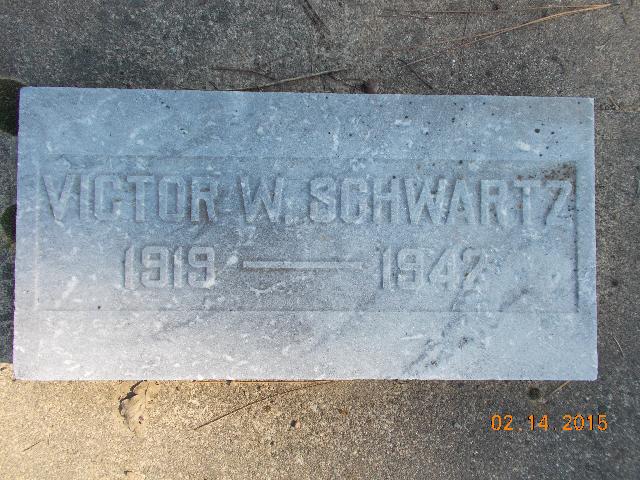 VICTOR W. SCHWARTZ
1919 — 1942
02.14 2015